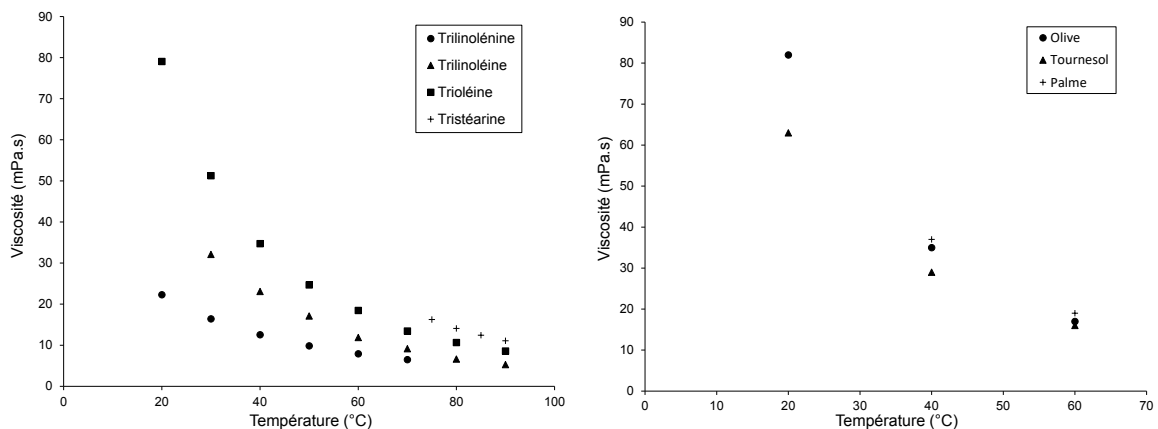 90
80
70
60
50
40
30
20
10
0
Viscosité (mPa.s)
0 20 40 60 80 100
Température (°C)
Trilinolénine
Trilinoléine
Trioléine
Tristéarine
90
80
70
60
50
40
30
20
10
0
Viscosité (mPa.s)
0 10 20 30 40 50 60 70
Température (°C)
Olive
Tournesol
Palme